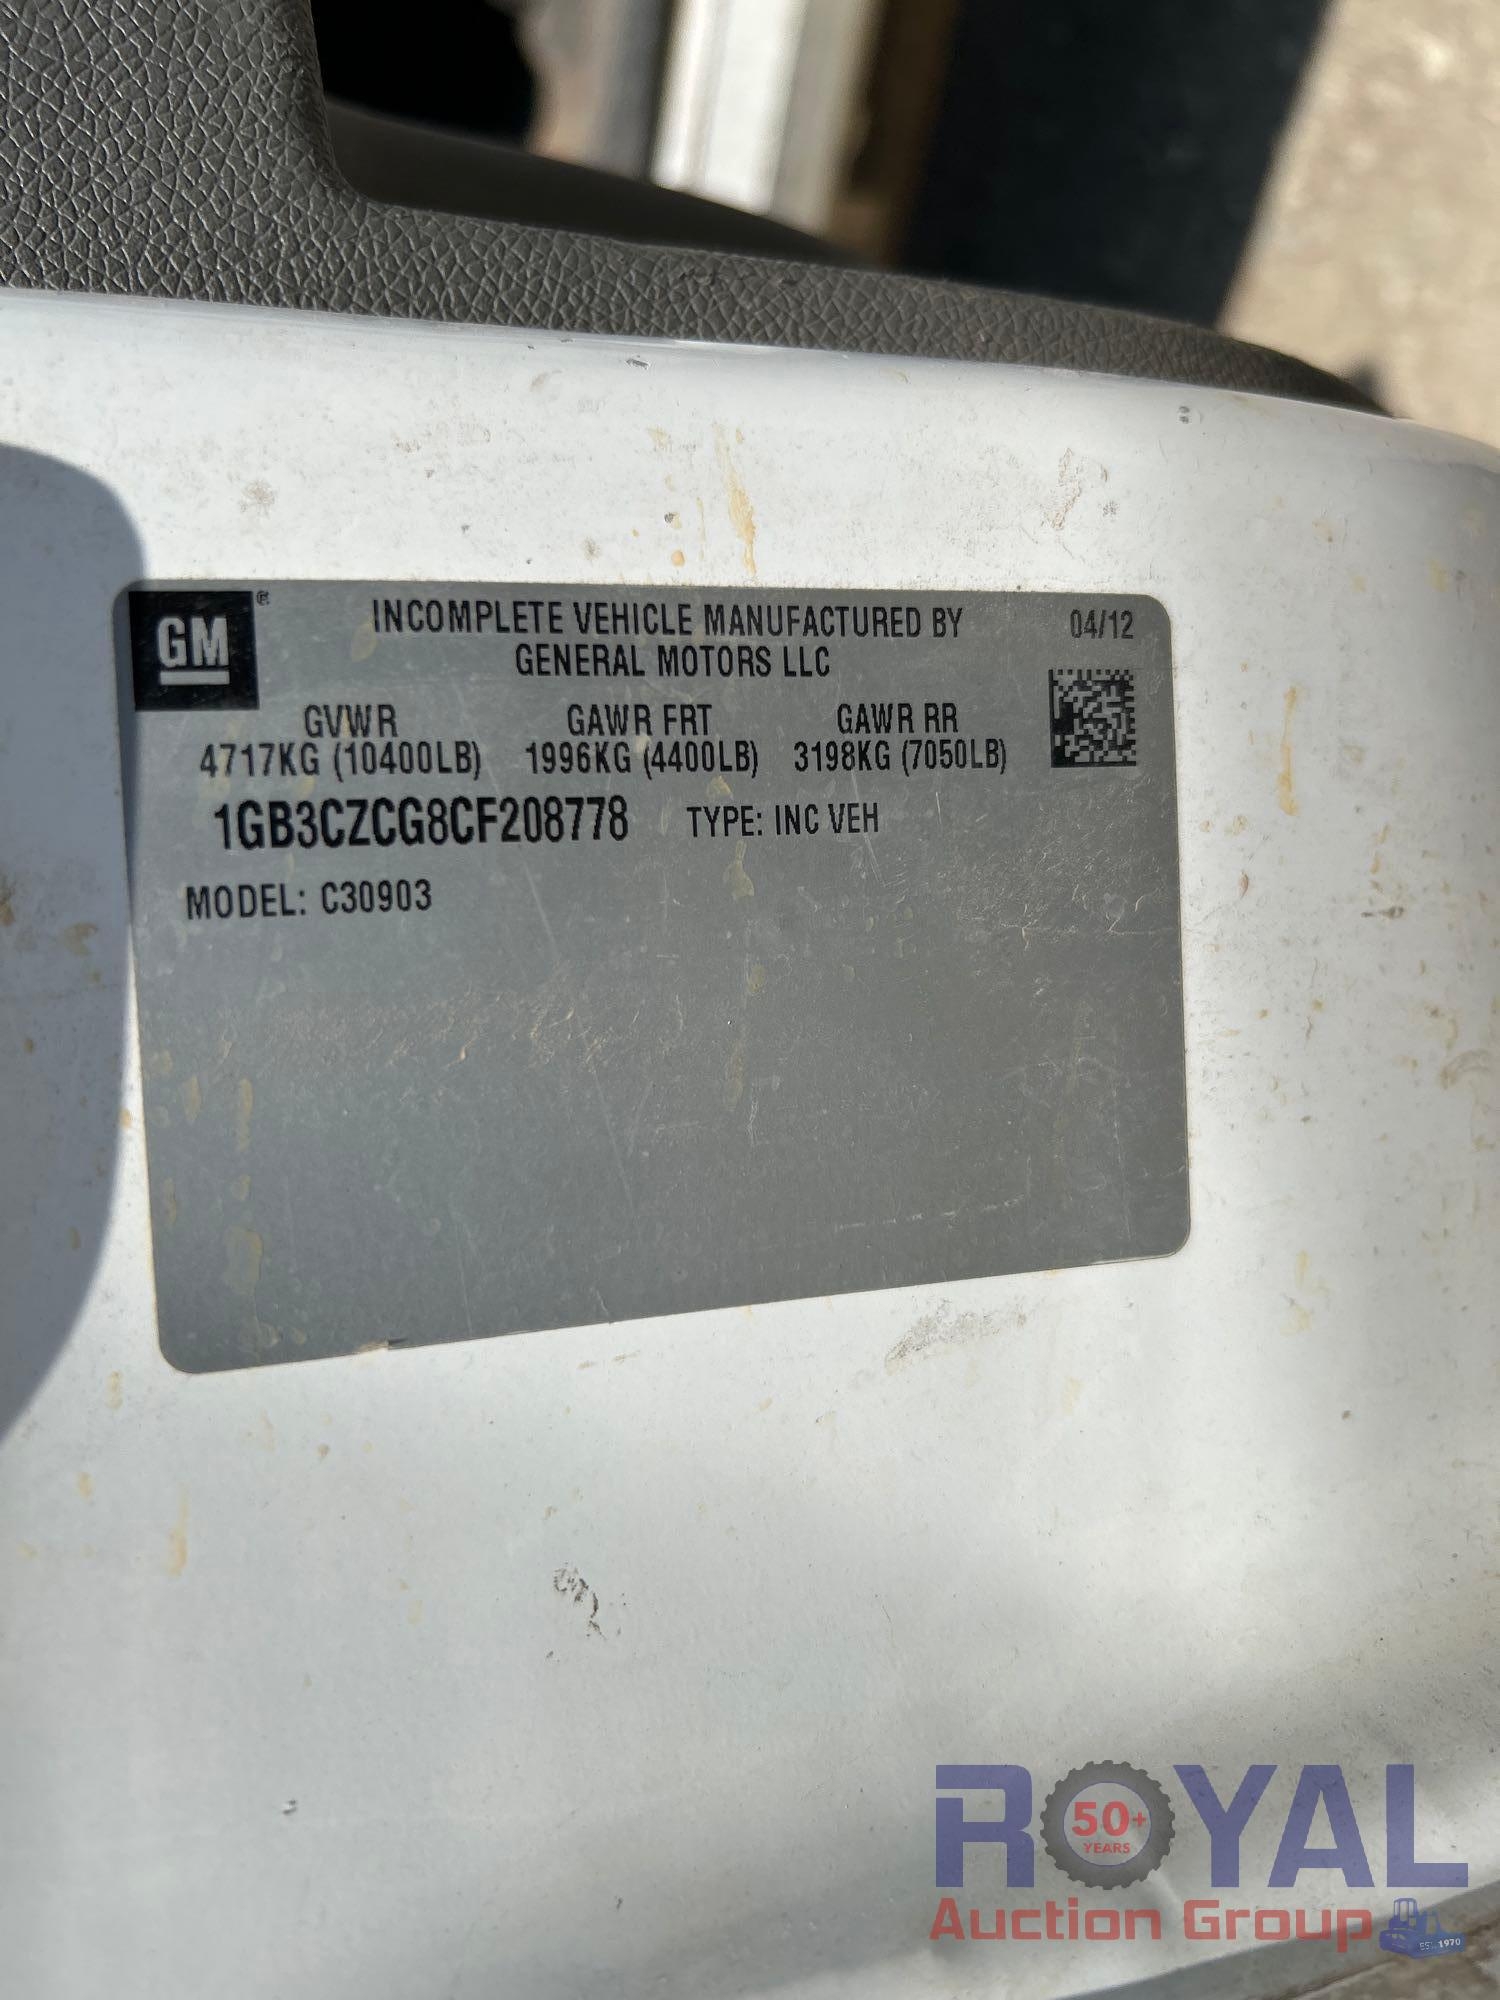 GM®
INCOMPLETE VEHICLE MANUFACTURED BY
GENERAL MOTORS LLC
04/12
GVWR GAWR FRT GAWR RR
4717KG (10400LB) 1996KG (4400LB) 3198KG (7050LB)
1GB3CZCG8CF208778 TYPE: INC VEH
MODEL: C30903
ROYAL
50+
YEARS
Auction Group
EST. 1970